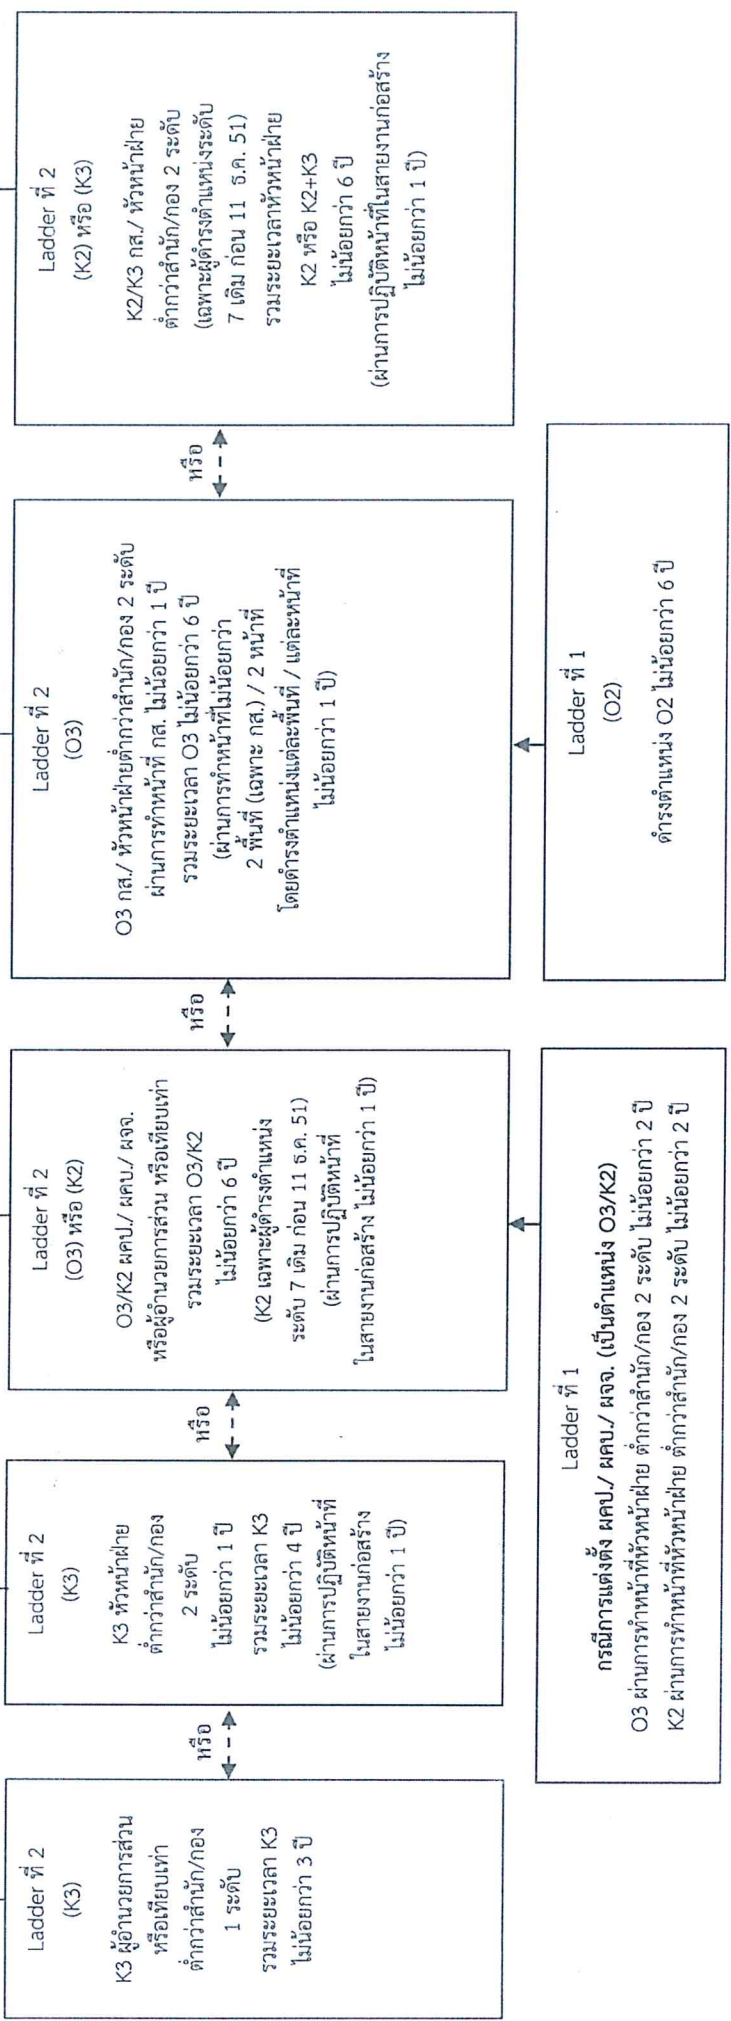 Ladder ที่ 2
(K3)
K3 ผู้อำนวยการส่วน
หรือเทียบเท่า
ต่ำกว่าสำนัก/กอง
1 ระดับ
รวมระยะเวลา K3
ไม่น้อยกว่า 3 ปี
หรือ
Ladder ที่ 2
(K3)
K3 หัวหน้าฝ่าย
ต่ำกว่าสำนัก/กอง
2 ระดับ
ไม่น้อยกว่า 1 ปี
รวมระยะเวลา K3
ไม่น้อยกว่า 4 ปี
(ผ่านการปฏิบัติหน้าที่
ในสายงานก่อสร้าง
ไม่น้อยกว่า 1 ปี)
หรือ
Ladder ที่ 2
(O3) หรือ (K2)
O3/K2 ผคป./ ผคบ./ ผจจ.
หรือผู้อำนวยการส่วน หรือเทียบเท่า
รวมระยะเวลา O3/K2
ไม่น้อยกว่า 6 ปี
(K2 เฉพาะผู้ดำรงตำแหน่ง
ระดับ 7 เดิม ก่อน 11 ธ.ค. 51)
(ผ่านการปฏิบัติหน้าที่
ในสายงานก่อสร้าง ไม่น้อยกว่า 1 ปี)
หรือ
Ladder ที่ 2
(O3)
O3 กส./ หัวหน้าฝ่ายต่ำกว่าสำนัก/กอง 2 ระดับ
ผ่านการทำหน้าที่ กส. ไม่น้อยกว่า 1 ปี
รวมระยะเวลา O3 ไม่น้อยกว่า 6 ปี
(ผ่านการทำหน้าที่ไม่น้อยกว่า
2 พื้นที่ (เฉพาะ กส.) / 2 หน้าที่
โดยดำรงตำแหน่งแต่ละพื้นที่ / แต่ละหน้าที่
ไม่น้อยกว่า 1 ปี)
หรือ
Ladder ที่ 2
(K2) หรือ (K3)
K2/K3 กส./ หัวหน้าฝ่าย
ต่ำกว่าสำนัก/กอง 2 ระดับ
(เฉพาะผู้ดำรงตำแหน่งระดับ
7 เดิม ก่อน 11 ธ.ค. 51)
รวมระยะเวลาหัวหน้าฝ่าย
K2 หรือ K2+K3
ไม่น้อยกว่า 6 ปี
(ผ่านการปฏิบัติหน้าที่ในสายงานก่อสร้าง
ไม่น้อยกว่า 1 ปี)
Ladder ที่ 1
กรณีการแต่งตั้ง ผคป./ ผคบ./ ผจจ. (เป็นตำแหน่ง O3/K2)
O3 ผ่านการทำหน้าที่หัวหน้าฝ่าย ต่ำกว่าสำนัก/กอง 2 ระดับ ไม่น้อยกว่า 2 ปี
K2 ผ่านการทำหน้าที่หัวหน้าฝ่าย ต่ำกว่าสำนัก/กอง 2 ระดับ ไม่น้อยกว่า 2 ปี
Ladder ที่ 1
(O2)
ดำรงตำแหน่ง O2 ไม่น้อยกว่า 6 ปี